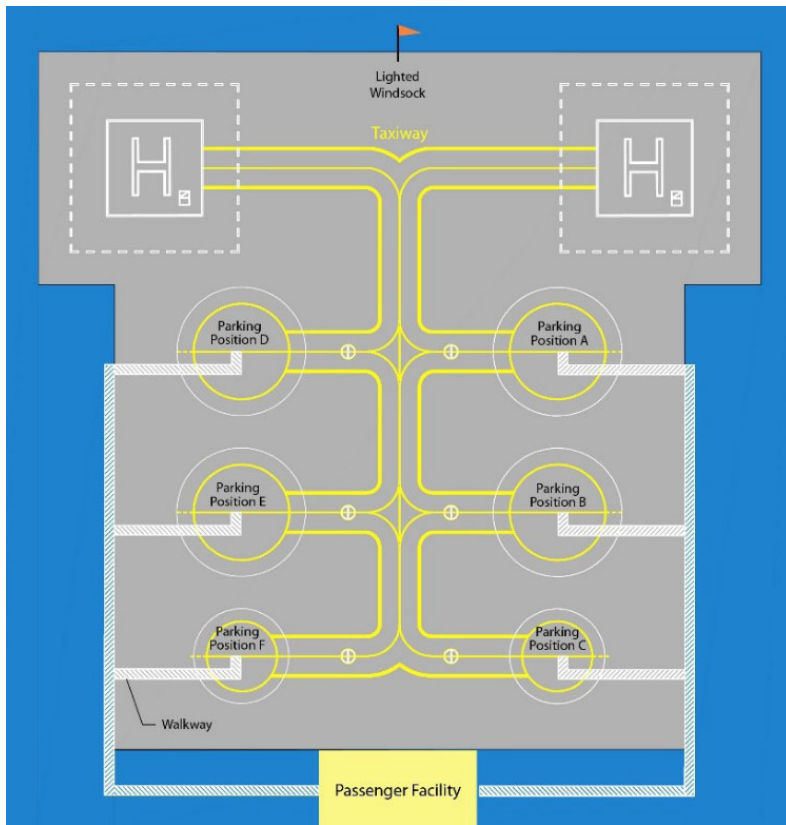 Lighted
Windsock
Taxiway
H
H
Parking
Position D
Parking
Position A
Parking
Position E
Parking
Position B
Parking
Position F
Parking
Position C
Walkway
Passenger Facility